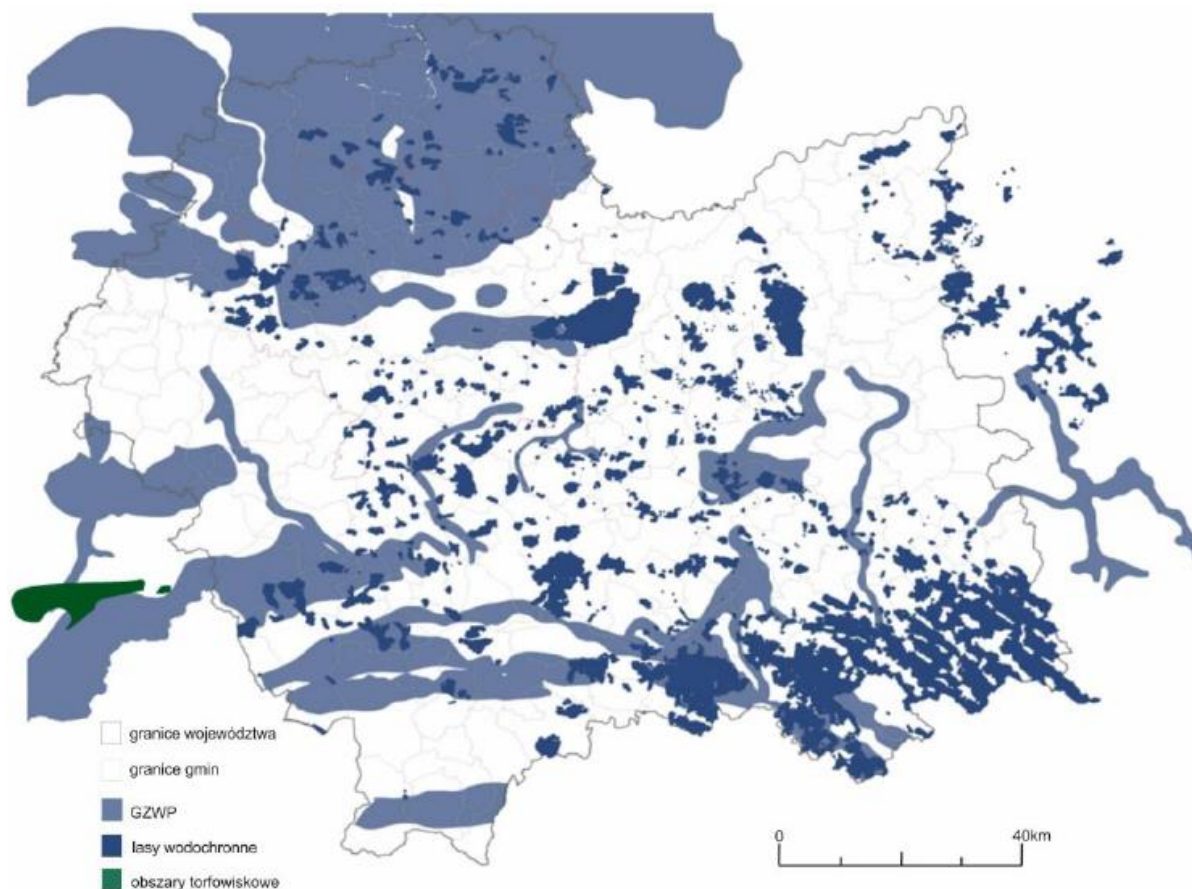 granice województwa
granice gmin
GZWP
lasy wodochronne
obszary torfowiskowe
0 40km